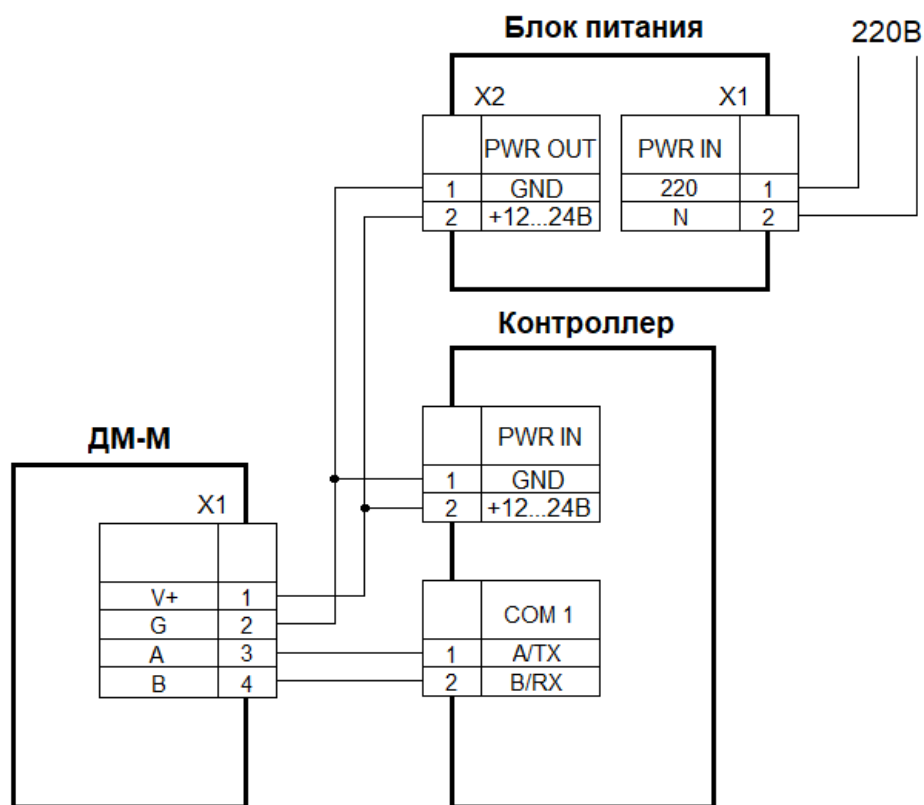 Блок питания
220В
X2
X1
PWR OUT
PWR IN
1 GND
220 1
2 +12...24В
N 2
Контроллер
PWR IN
1 GND
2 +12...24В
ДМ-М
X1
V+ 1
G 2
A 3
B 4
COM 1
1 A/TX
2 B/RX